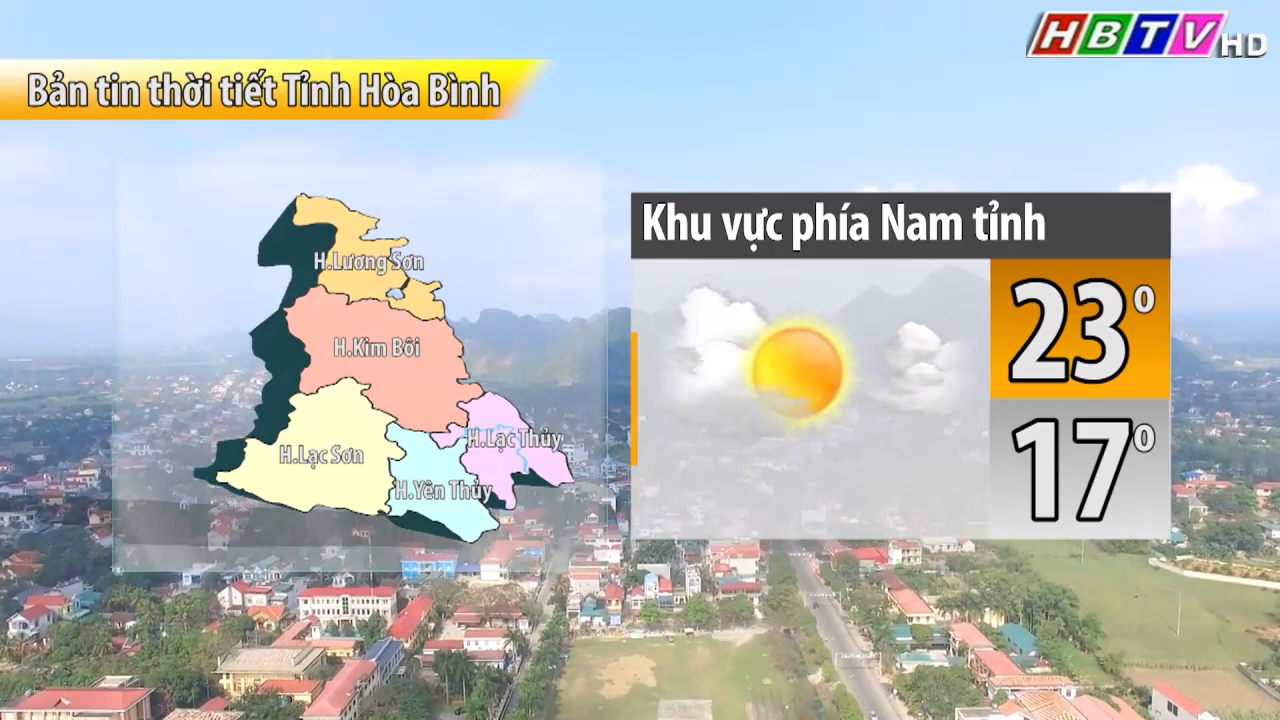 HBTV HD
Bản tin thời tiết Tỉnh Hòa Bình
Khu vực phía Nam tỉnh
H.Lương Sơn
H.Kim Bôi
H.Lạc Thủy
H.Lạc Sơn
H.Yên Thủy
23°
17°